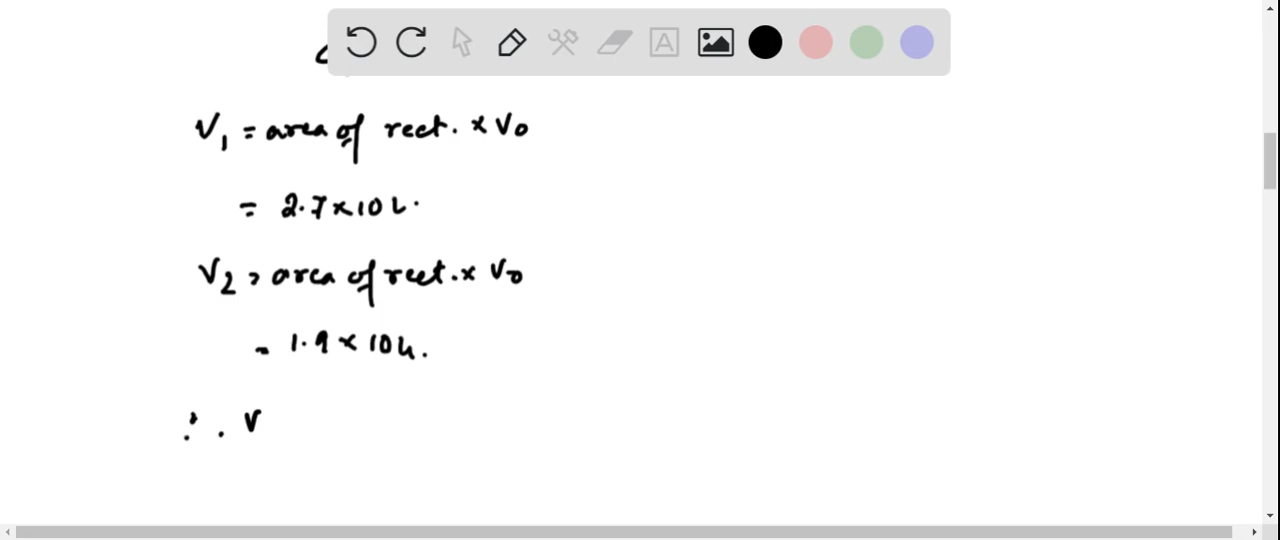 V₁ = area of rect. × V₀
= 2.7×10 L.
V₂ = area of rect. × V₀
= 1.9 × 10 L.
∴ V